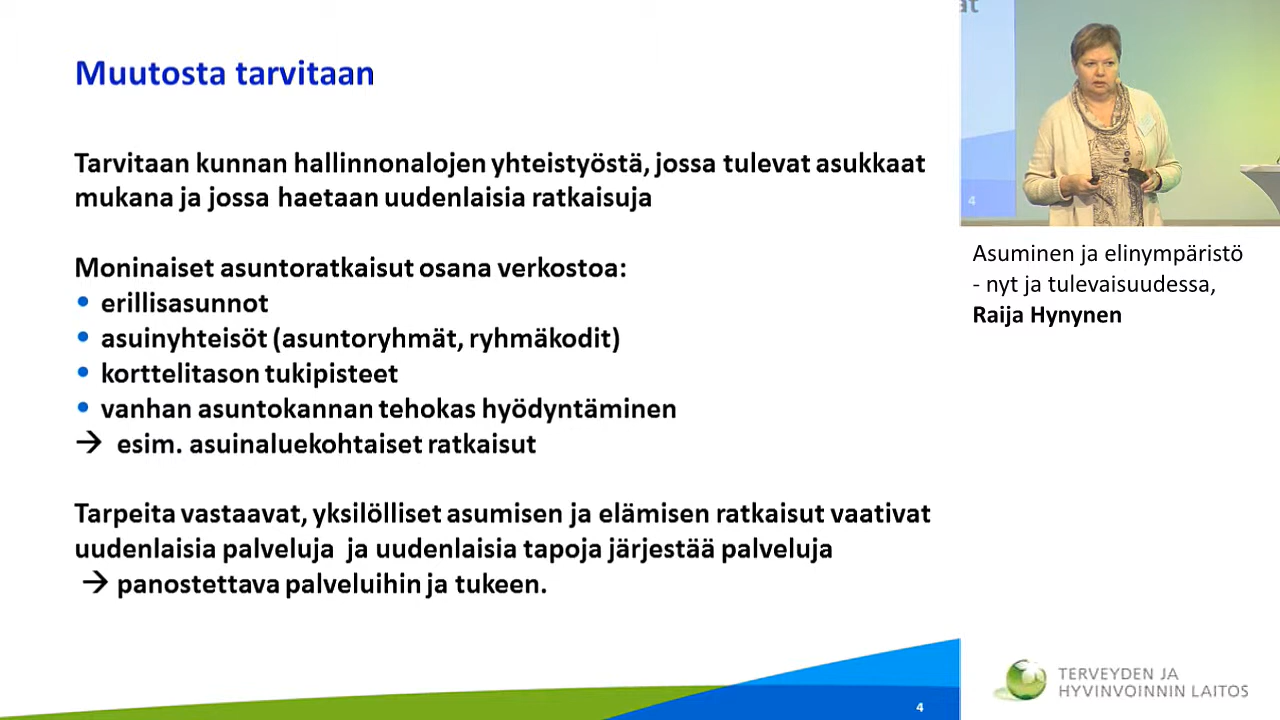 Muutosta tarvitaan
Tarvitaan kunnan hallinnonalojen yhteistyöstä, jossa tulevat asukkaat
mukana ja jossa haetaan uudenlaisia ratkaisuja
Moninaiset asuntoratkaisut osana verkostoa:
• erillisasunnot
• asuinyhteisöt (asuntoryhmät, ryhmäkodit)
• korttelitason tukipisteet
• vanhan asuntokannan tehokas hyödyntäminen
→ esim. asuinaluekohtaiset ratkaisut
Tarpeita vastaavat, yksilölliset asumisen ja elämisen ratkaisut vaativat
uudenlaisia palveluja ja uudenlaisia tapoja järjestää palveluja
→ panostettava palveluihin ja tukeen.
4
at
4
Asuminen ja elinympäristö
- nyt ja tulevaisuudessa,
Raija Hynynen
TERVEYDEN JA
HYVINVOINNIN LAITOS